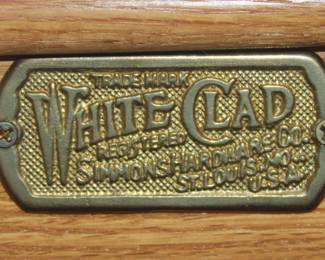 TRADE MARK
WHITE CLAD
REGISTERED
SIMMONS HARDWARE CO.
ST. LOUIS, MO.
U.S.A.